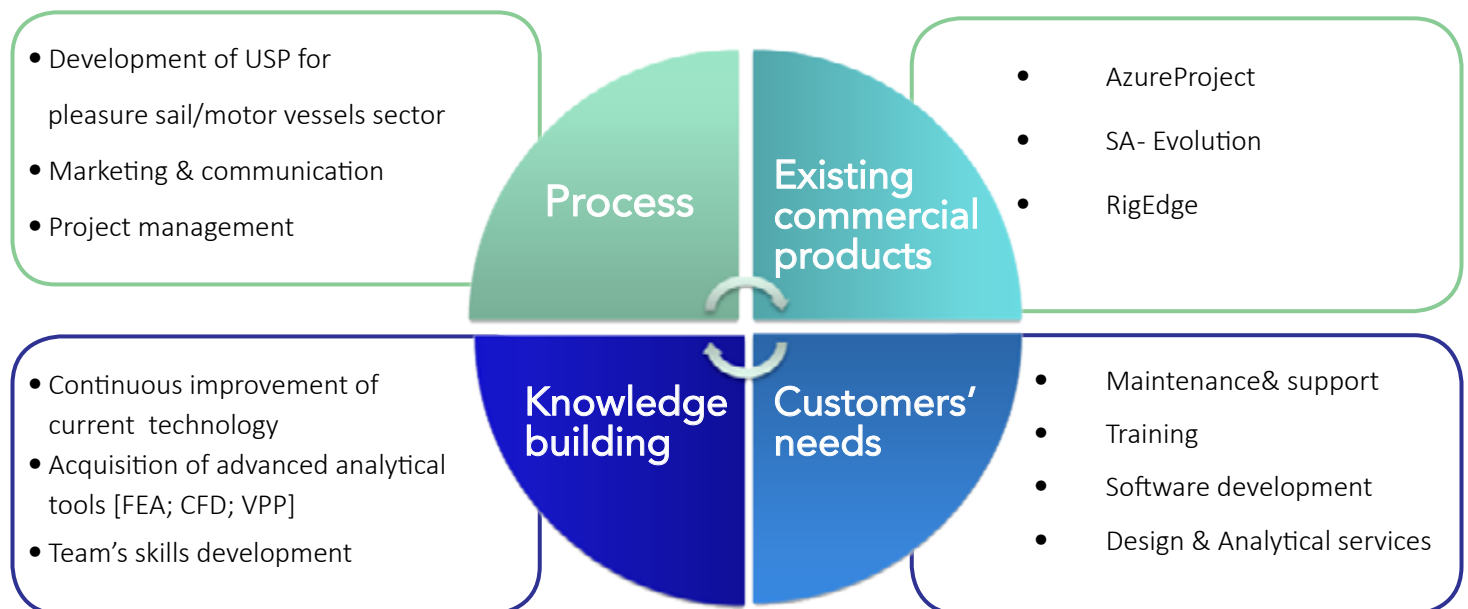 • Development of USP for
pleasure sail/motor vessels sector
• Marketing & communication
• Project management
Process
Existing
commercial
products
• AzureProject
• SA- Evolution
• RigEdge
• Continuous improvement of
current technology
• Acquisition of advanced analytical
tools [FEA; CFD; VPP]
• Team’s skills development
Knowledge
building
Customers’
needs
• Maintenance& support
• Training
• Software development
• Design & Analytical services